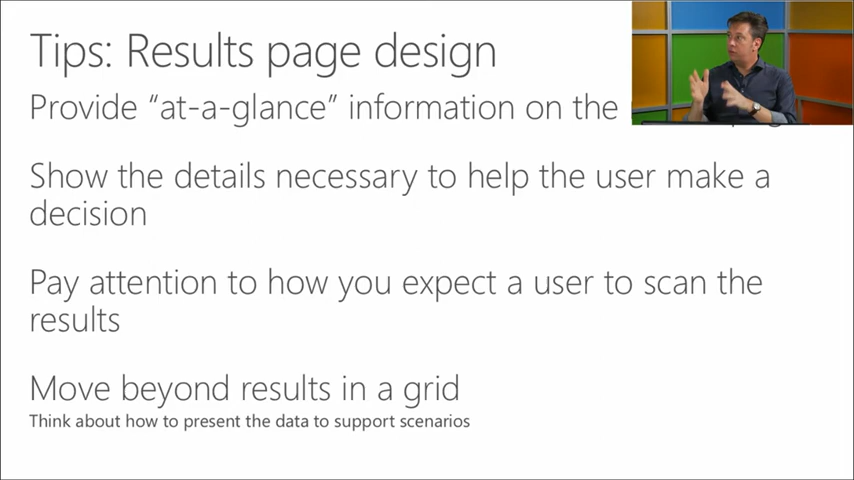 Tips: Results page design
Provide “at-a-glance” information on the
Show the details necessary to help the user make a
decision
Pay attention to how you expect a user to scan the
results
Move beyond results in a grid
Think about how to present the data to support scenarios